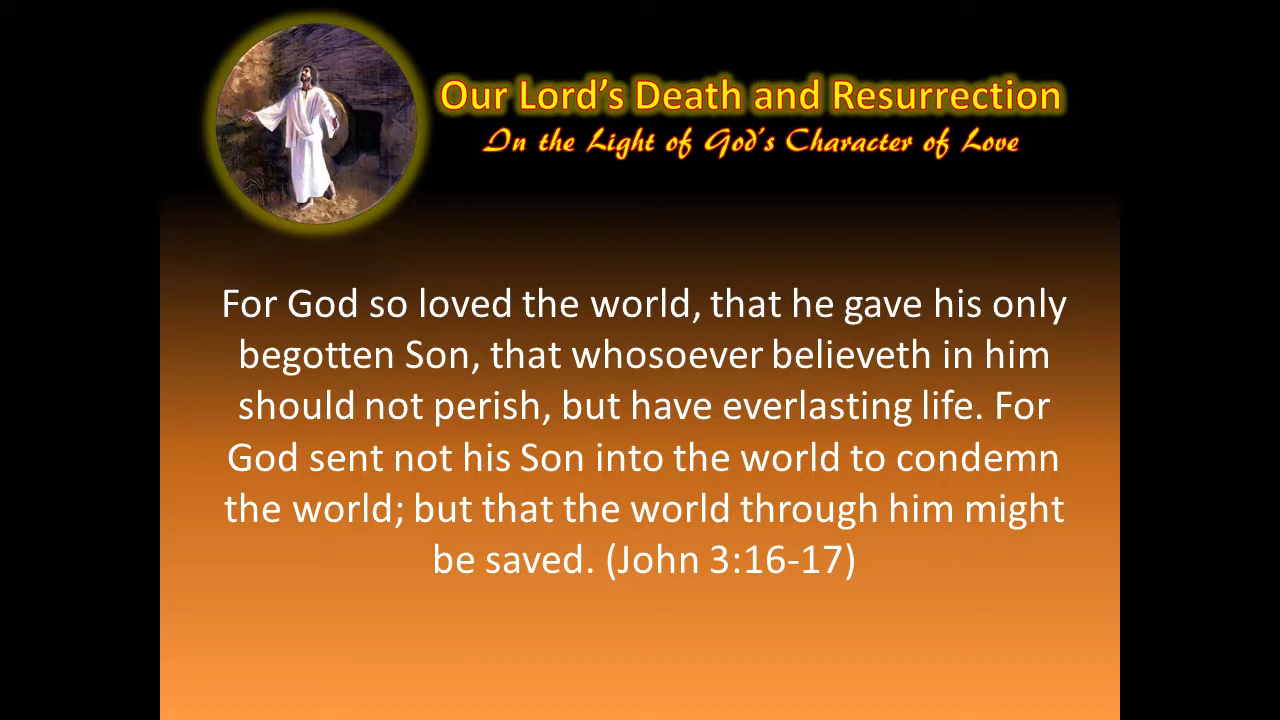 Our Lord’s Death and Resurrection
In the Light of God’s Character of Love
For God so loved the world, that he gave his only
begotten Son, that whosoever believeth in him
should not perish, but have everlasting life. For
God sent not his Son into the world to condemn
the world; but that the world through him might
be saved. (John 3:16-17)